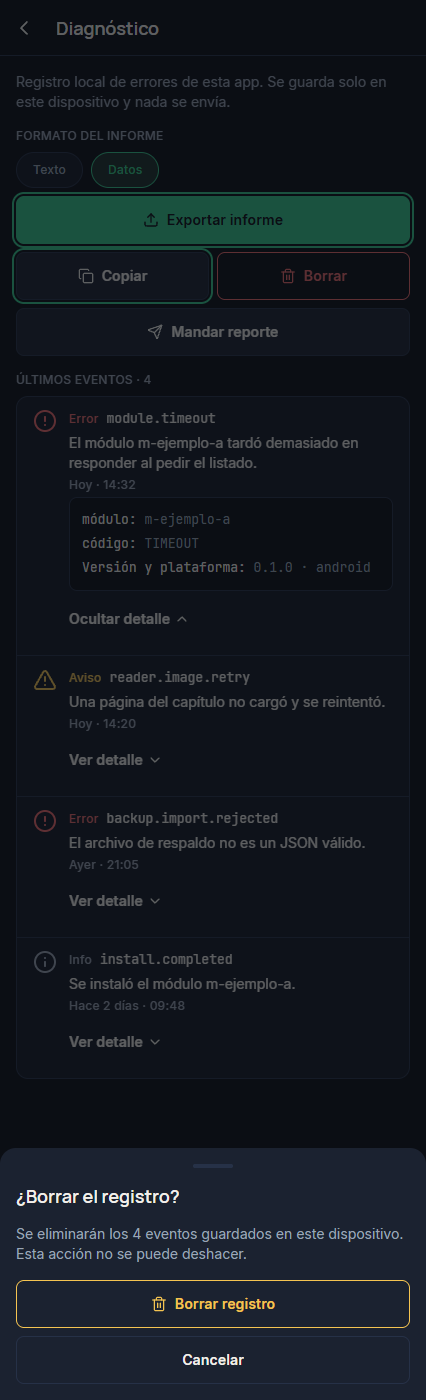 Diagnóstico
Registro local de errores de esta app. Se guarda solo en
este dispositivo y nada se envía.
FORMATO DEL INFORME
Texto
Datos
Exportar informe
Copiar
Borrar
Mandar reporte
ÚLTIMOS EVENTOS · 4
Error module.timeout
El módulo m-ejemplo-a tardó demasiado en
responder al pedir el listado.
Hoy · 14:32
módulo: m-ejemplo-a
código: TIMEOUT
Versión y plataforma: 0.1.0 · android
Ocultar detalle
Aviso reader.image.retry
Una página del capítulo no cargó y se reintentó.
Hoy · 14:20
Ver detalle
Error backup.import.rejected
El archivo de respaldo no es un JSON válido.
Ayer · 21:05
Ver detalle
Info install.completed
Se instaló el módulo m-ejemplo-a.
Hace 2 días · 09:48
Ver detalle
¿Borrar el registro?
Se eliminarán los 4 eventos guardados en este dispositivo.
Esta acción no se puede deshacer.
Borrar registro
Cancelar